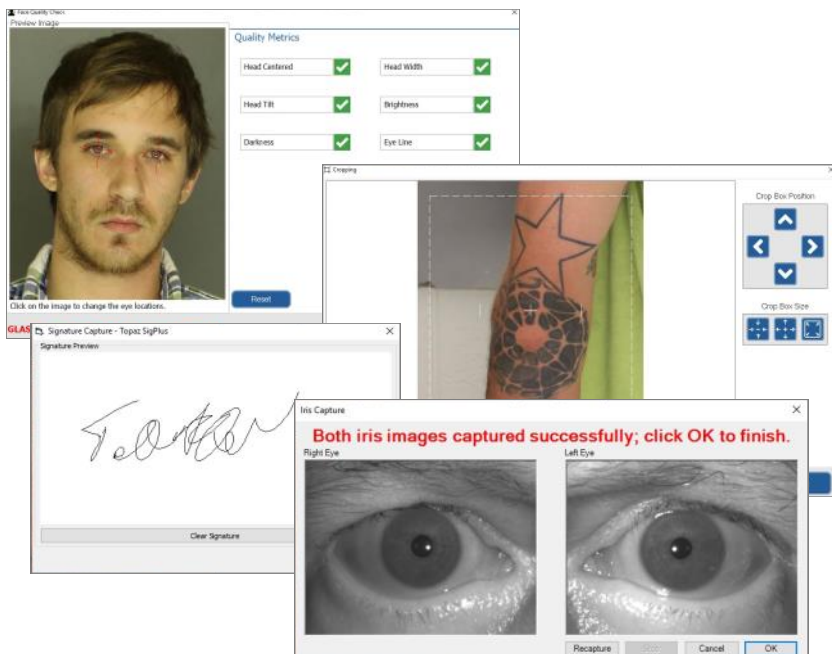 Face Quality Check
Preview Image
Quality Metrics
Head Centered
Head Width
Head Tilt
Brightness
Darkness
Eye Line
Click on the image to change the eye locations.
Reset
GLAS
Cropping
Crop Box Position
Crop Box Size
Signature Capture - Topaz SigPlus
Signature Preview
Clear Signature
Iris Capture
Both iris images captured successfully; click OK to finish.
Right Eye
Left Eye
Recapture
Cancel
OK